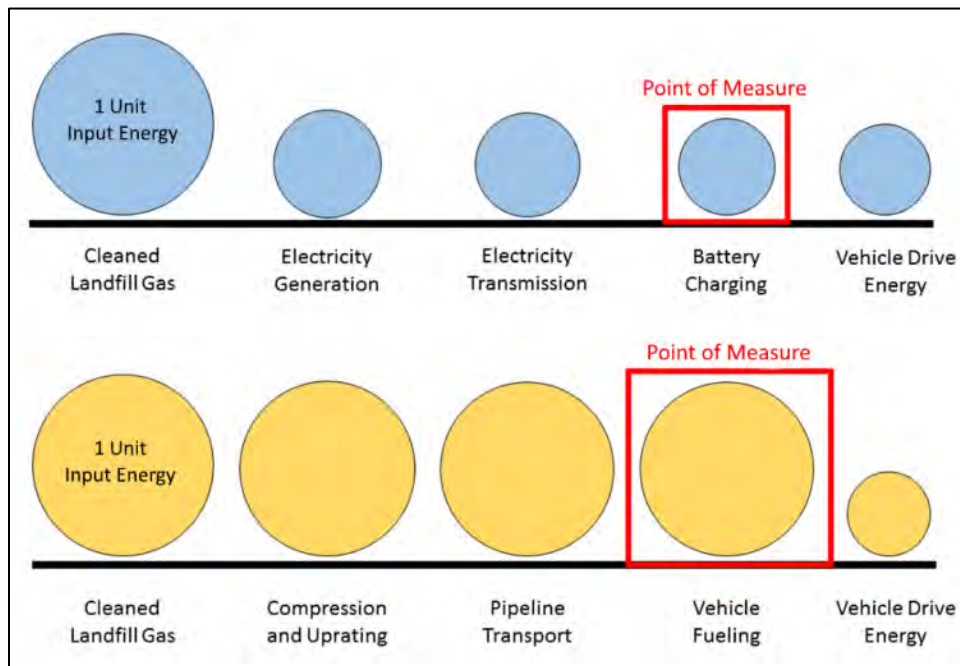 Point of Measure
1 Unit
Input Energy
Cleaned
Landfill Gas
Electricity
Generation
Electricity
Transmission
Battery
Charging
Vehicle Drive
Energy
Point of Measure
1 Unit
Input Energy
Cleaned
Landfill Gas
Compression
and Uprating
Pipeline
Transport
Vehicle
Fueling
Vehicle Drive
Energy